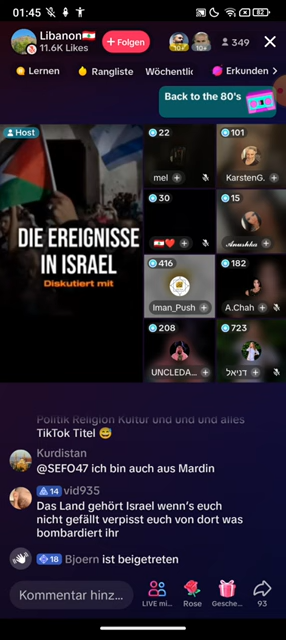 01:45
82
Libanon🇱🇧
11.6K Likes
+ Folgen
10+
10+
349
Lernen
Rangliste
Wöchentlic
Erkunden >
Back to the 80's
Host
22
101
mel
KarstenG.
30
15
🇱🇧❤️
Anushka
DIE EREIGNISSE
IN ISRAEL
Diskutiert mit
416
182
Iman_Push
A.Chah
208
723
UNCLEDA...
דניאל
Politik Religion Kultur und und und alles
TikTok Titel 😅
Kurdistan
@SEFO47 ich bin auch aus Mardin
14 vid935
Das Land gehört Israel wenn's euch
nicht gefällt verpisst euch von dort was
bombardiert ihr
18 Bjoern ist beigetreten
Kommentar hinz...
LIVE mi...
Rose
Gesche...
93